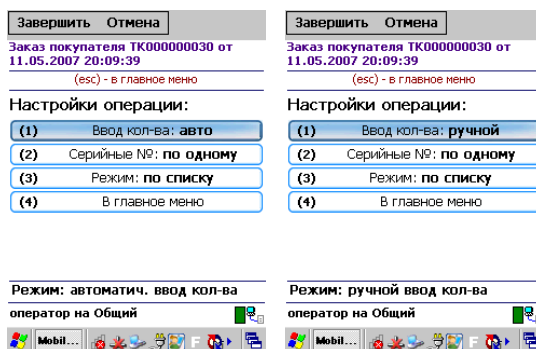 Завершить Отмена
Заказ покупателя ТК000000030 от
11.05.2007 20:09:39
(esc) - в главное меню
Настройки операции:
(1) Ввод кол-ва: авто
(2) Серийные №: по одному
(3) Режим: по списку
(4) В главное меню
Режим: автоматич. ввод кол-ва
оператор на Общий
Mobil...
F
Завершить Отмена
Заказ покупателя ТК000000030 от
11.05.2007 20:09:39
(esc) - в главное меню
Настройки операции:
(1) Ввод кол-ва: ручной
(2) Серийные №: по одному
(3) Режим: по списку
(4) В главное меню
Режим: ручной ввод кол-ва
оператор на Общий
Mobil...
F